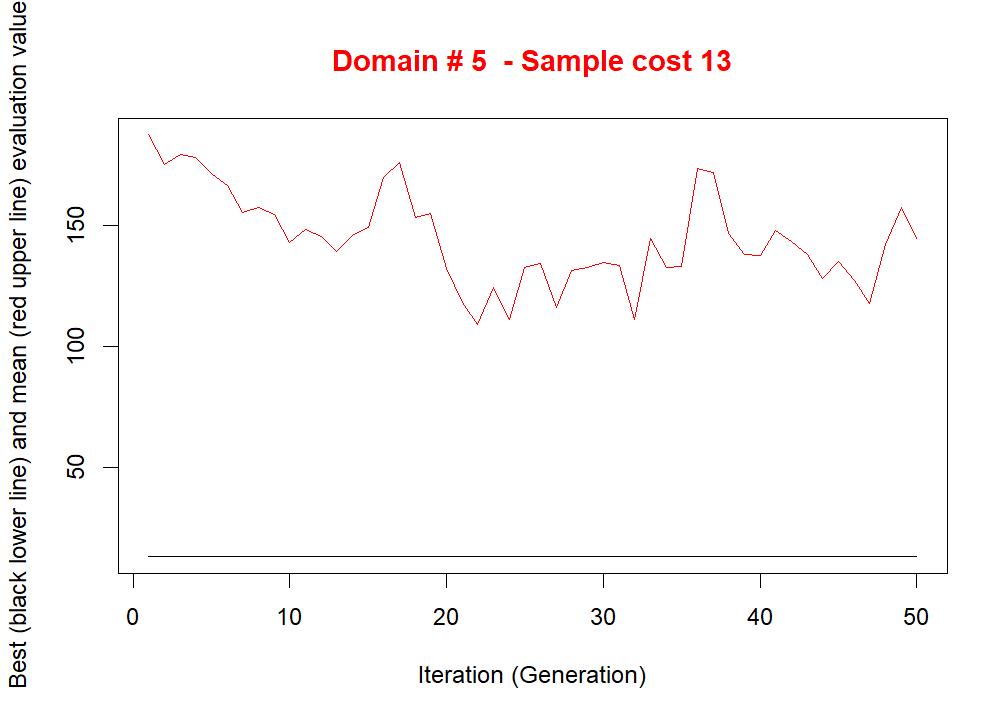 Domain # 5  - Sample cost 13
Best (black lower line) and mean (red upper line) evaluation value
150
100
50
0 10 20 30 40 50
Iteration (Generation)